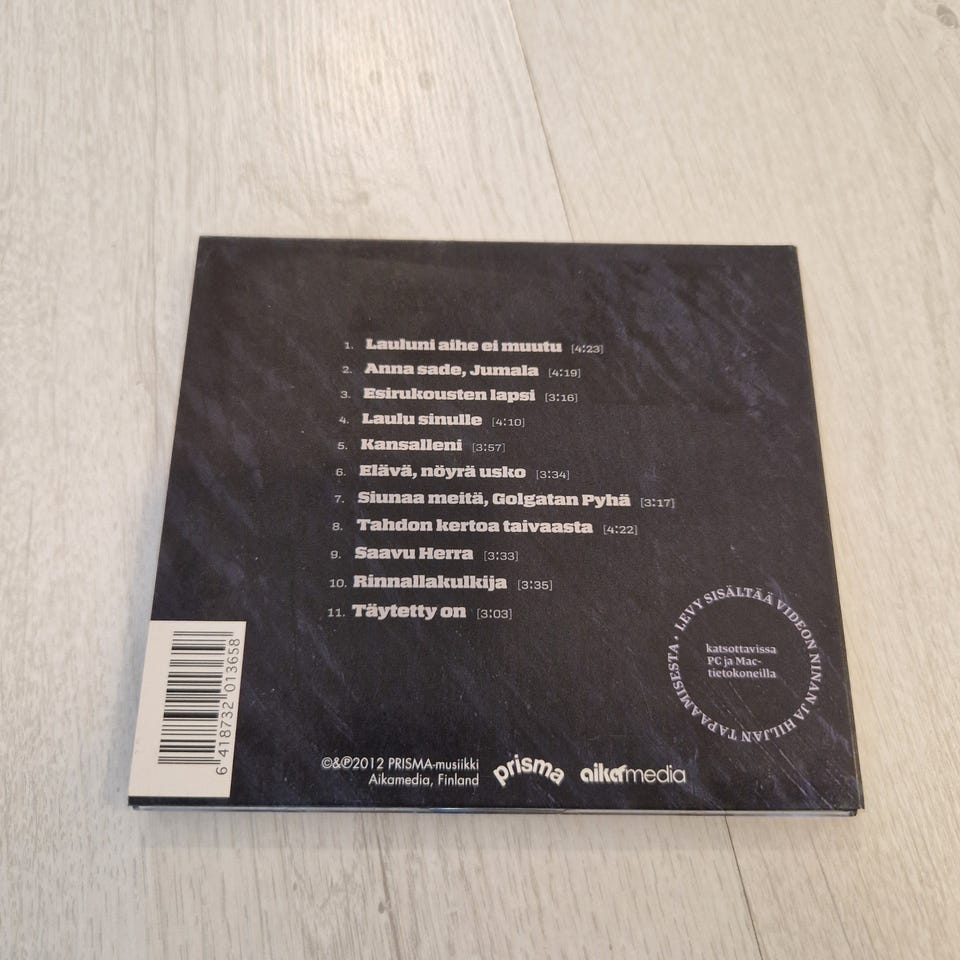 1. Lauluni aihe ei muutu [4:23]
2. Anna sade, Jumala [4:19]
3. Esirukousten lapsi [3:16]
4. Laulu sinulle [4:10]
5. Kansalleni [3:57]
6. Elävä, nöyrä usko [3:34]
7. Siunaa meitä, Golgatan Pyhä [3:17]
8. Tahdon kertoa taivaasta [4:22]
9. Saavu Herra [3:33]
10. Rinnallakulkija [3:35]
11. Täytetty on [3:03]
LEVY SISÄLTÄÄ VIDEON NINAN JA HILJAN TAPAAMISESTA •
katsottavissa
PC ja Mac-
tietokoneilla
6 418732 013658
©&℗2012 PRISMA-musiikki
Aikamedia, Finland
prisma
aikamedia